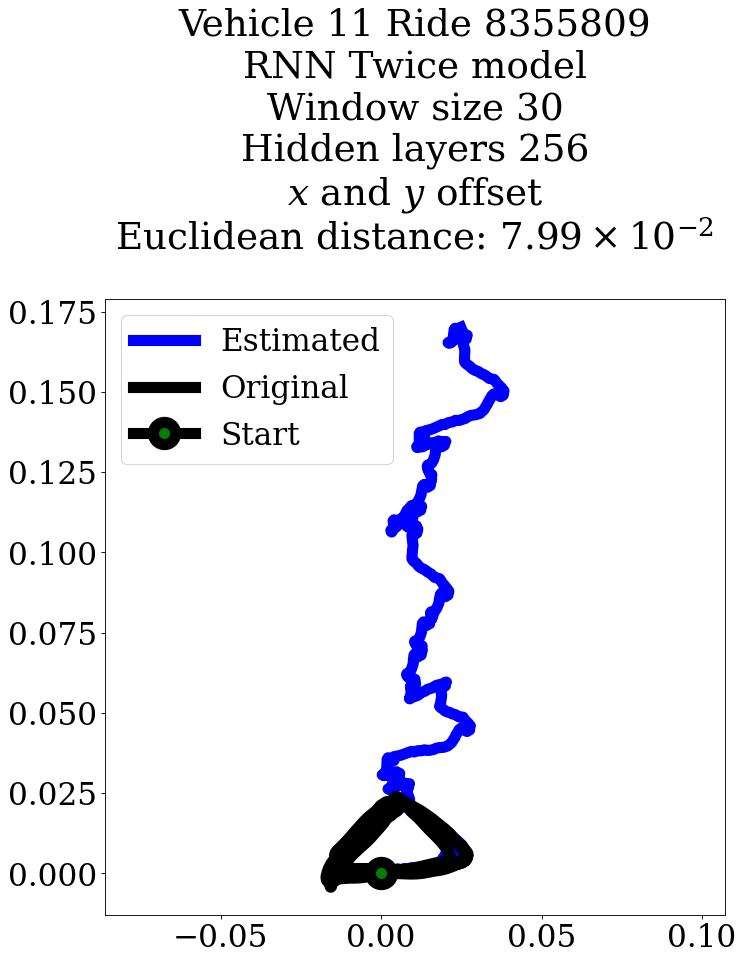 Vehicle 11 Ride 8355809
RNN Twice model
Window size 30
Hidden layers 256
x and y offset
Euclidean distance: 7.99 × 10⁻²
Estimated
Original
Start
0.175
0.150
0.125
0.100
0.075
0.050
0.025
0.000
−0.05 0.00 0.05 0.10